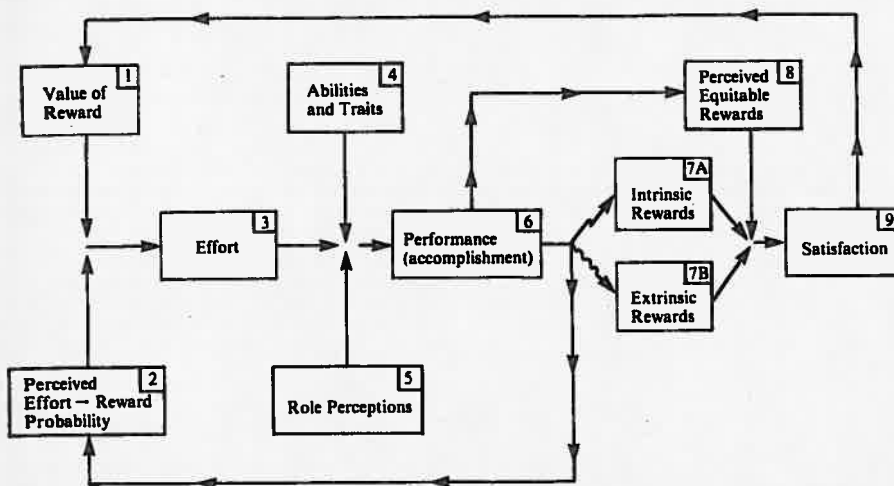 1
Value of
Reward
4
Abilities
and Traits
8
Perceived
Equitable
Rewards
3
Effort
6
Performance
(accomplishment)
7A
Intrinsic
Rewards
7B
Extrinsic
Rewards
9
Satisfaction
2
Perceived
Effort → Reward
Probability
5
Role Perceptions